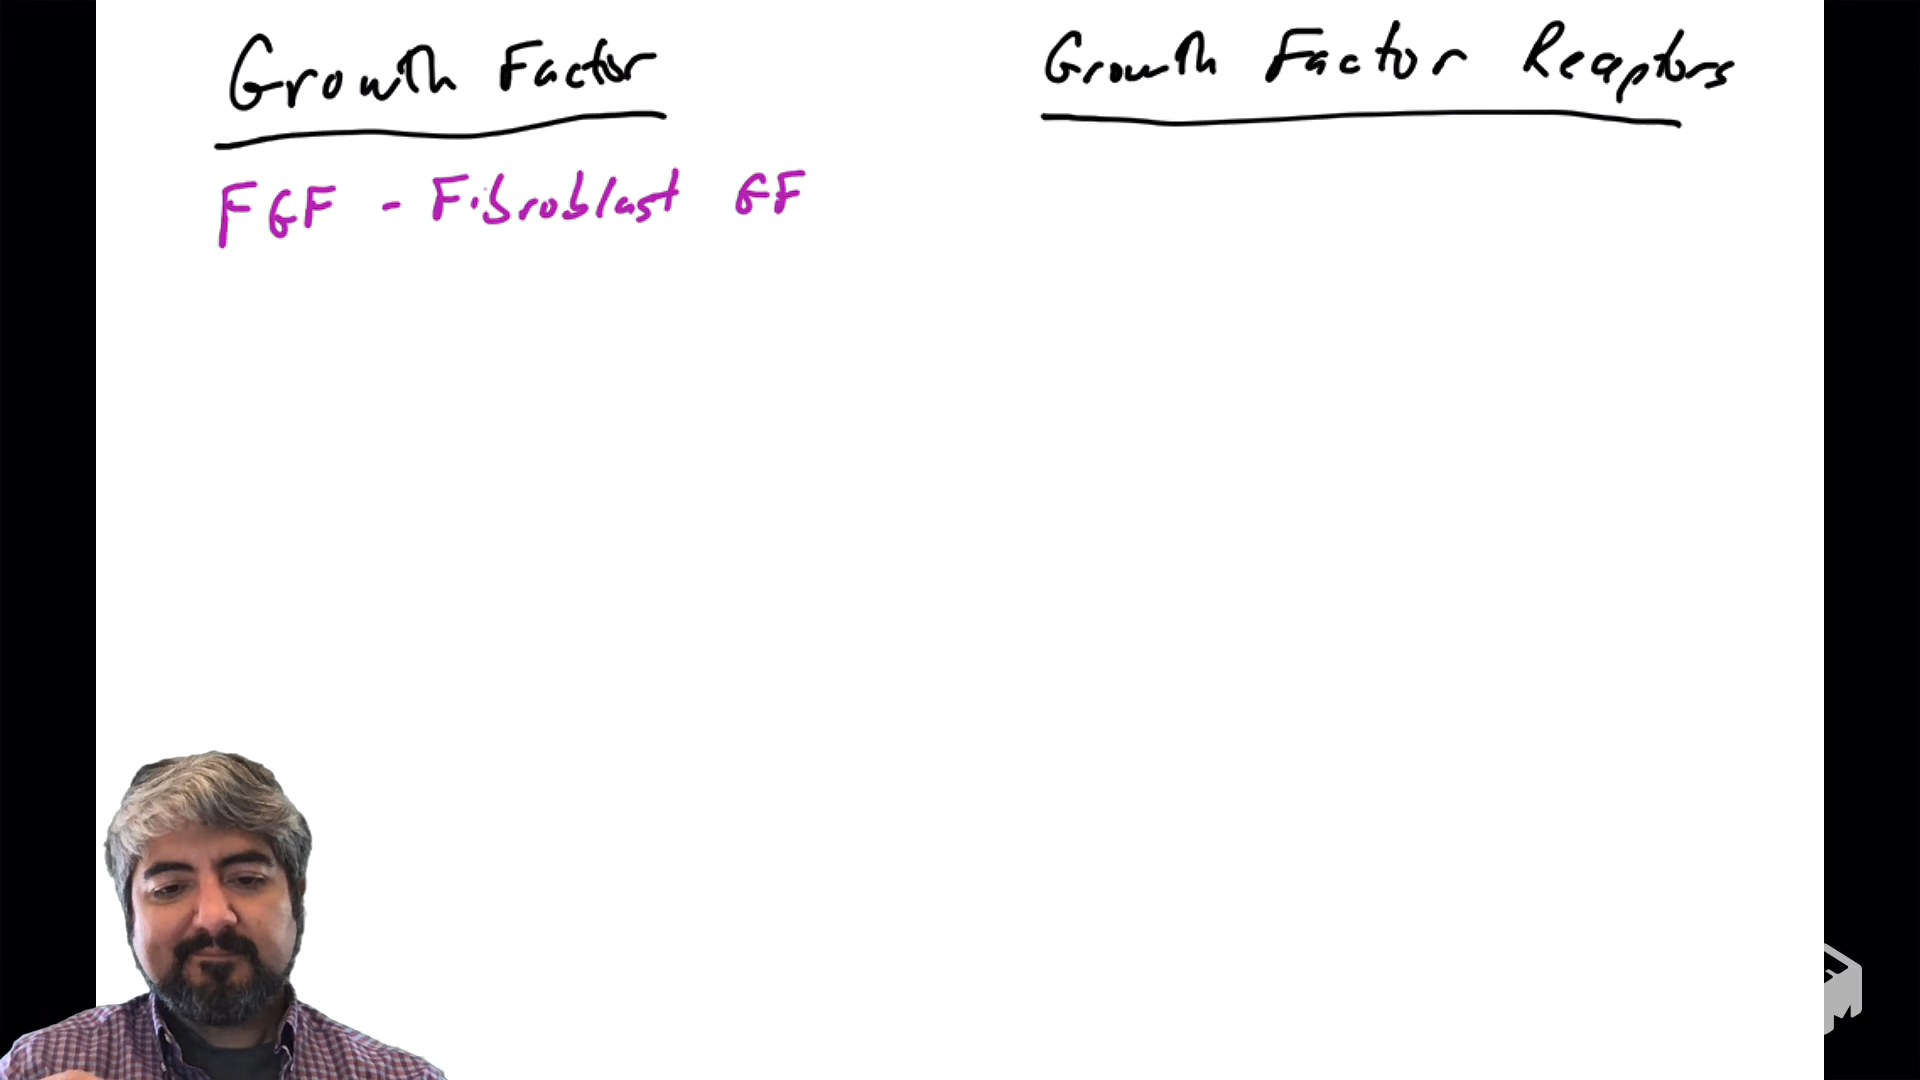 Growth Factor
Growth Factor Receptors
FGF - Fibroblast GF